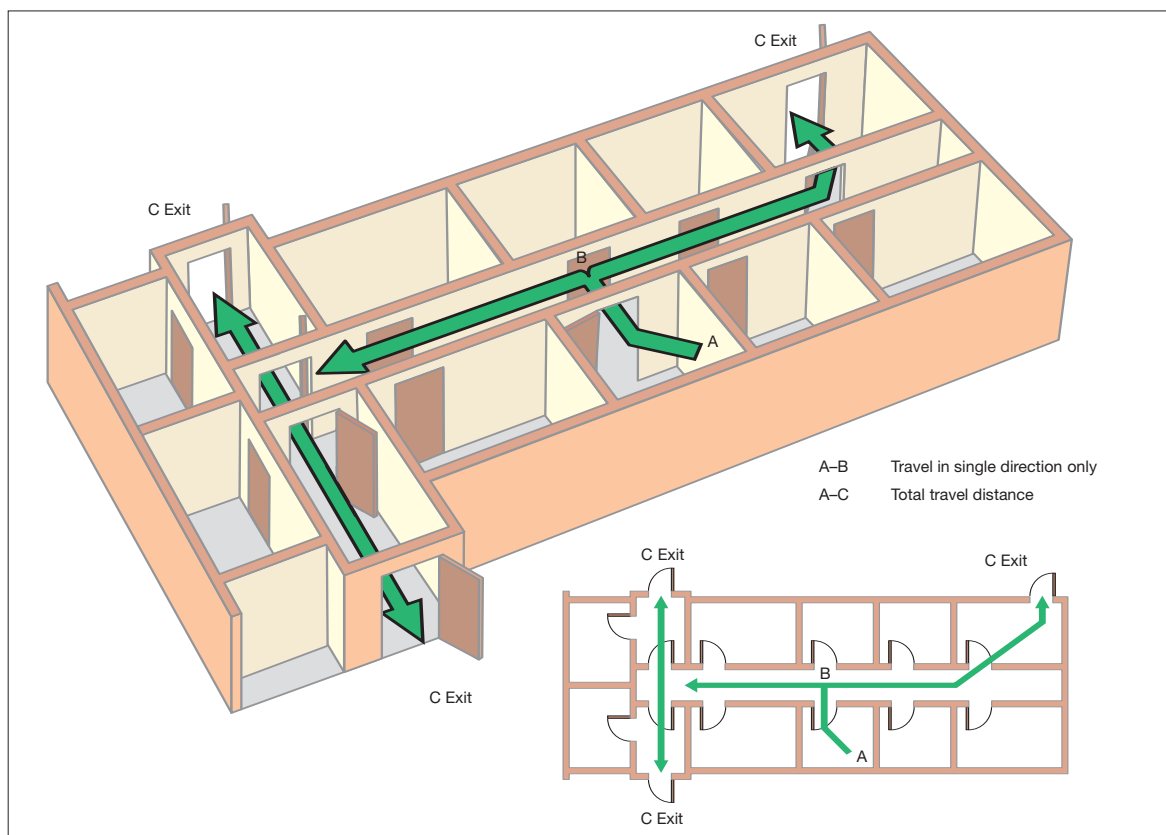 C Exit
C Exit
C Exit
B
A
A–B Travel in single direction only
A–C Total travel distance
C Exit
C Exit
C Exit
B
A
C Exit